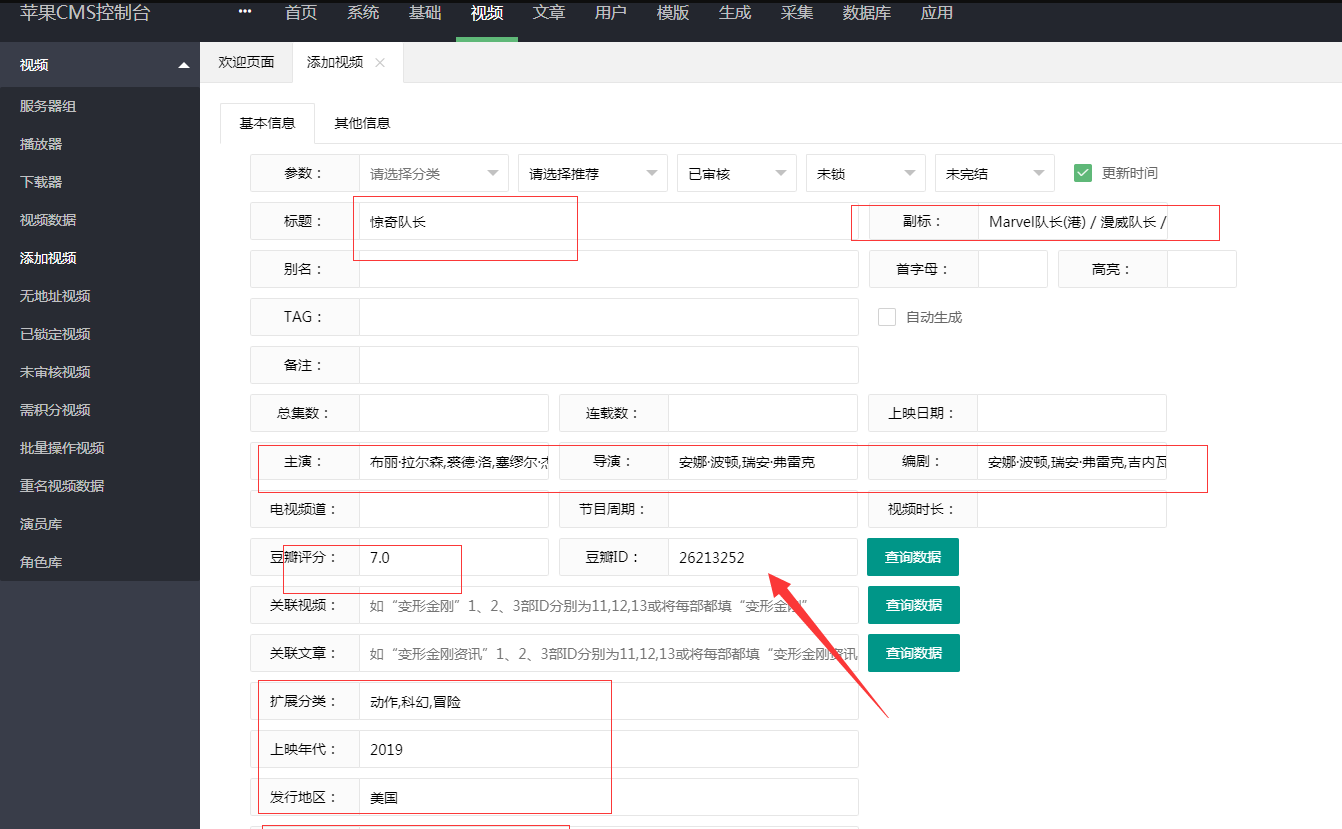 苹果CMS控制台 ••• 首页 系统 基础 视频 文章 用户 模版 生成 采集 数据库 应用
视频
服务器组
播放器
下载器
视频数据
添加视频
无地址视频
已锁定视频
未审核视频
需积分视频
批量操作视频
重名视频数据
演员库
角色库
欢迎页面 添加视频 ×
基本信息 其他信息
参数： 请选择分类 请选择推荐 已审核 未锁 未完结 更新时间
标题： 惊奇队长 副标： Marvel队长(港) / 漫威队长 /
别名： 首字母： 高亮：
TAG： 自动生成
备注：
总集数： 连载数： 上映日期：
主演： 布丽·拉尔森,裘德·洛,塞缪尔·杰 导演： 安娜·波顿,瑞安·弗雷克 编剧： 安娜·波顿,瑞安·弗雷克,吉内瓦
电视频道： 节目周期： 视频时长：
豆瓣评分： 7.0 豆瓣ID： 26213252 查询数据
关联视频： 如“变形金刚”1、2、3部ID分别为11,12,13或将每部都填“变形金刚” 查询数据
关联文章： 如“变形金刚资讯”1、2、3部ID分别为11,12,13或将每部都填“变形金刚资讯 查询数据
扩展分类： 动作,科幻,冒险
上映年代： 2019
发行地区： 美国